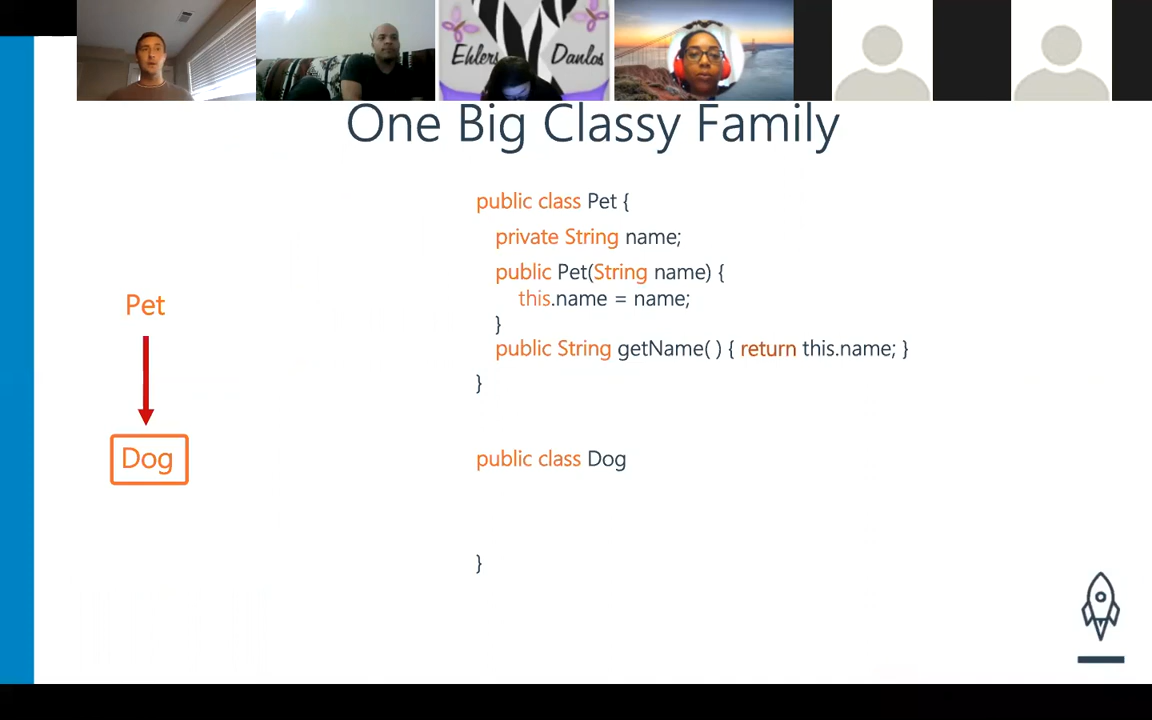 Ehlers Danlos
One Big Classy Family
public class Pet {
private String name;
public Pet(String name) {
this.name = name;
}
public String getName( ) { return this.name; }
}
Pet
Dog
public class Dog
}